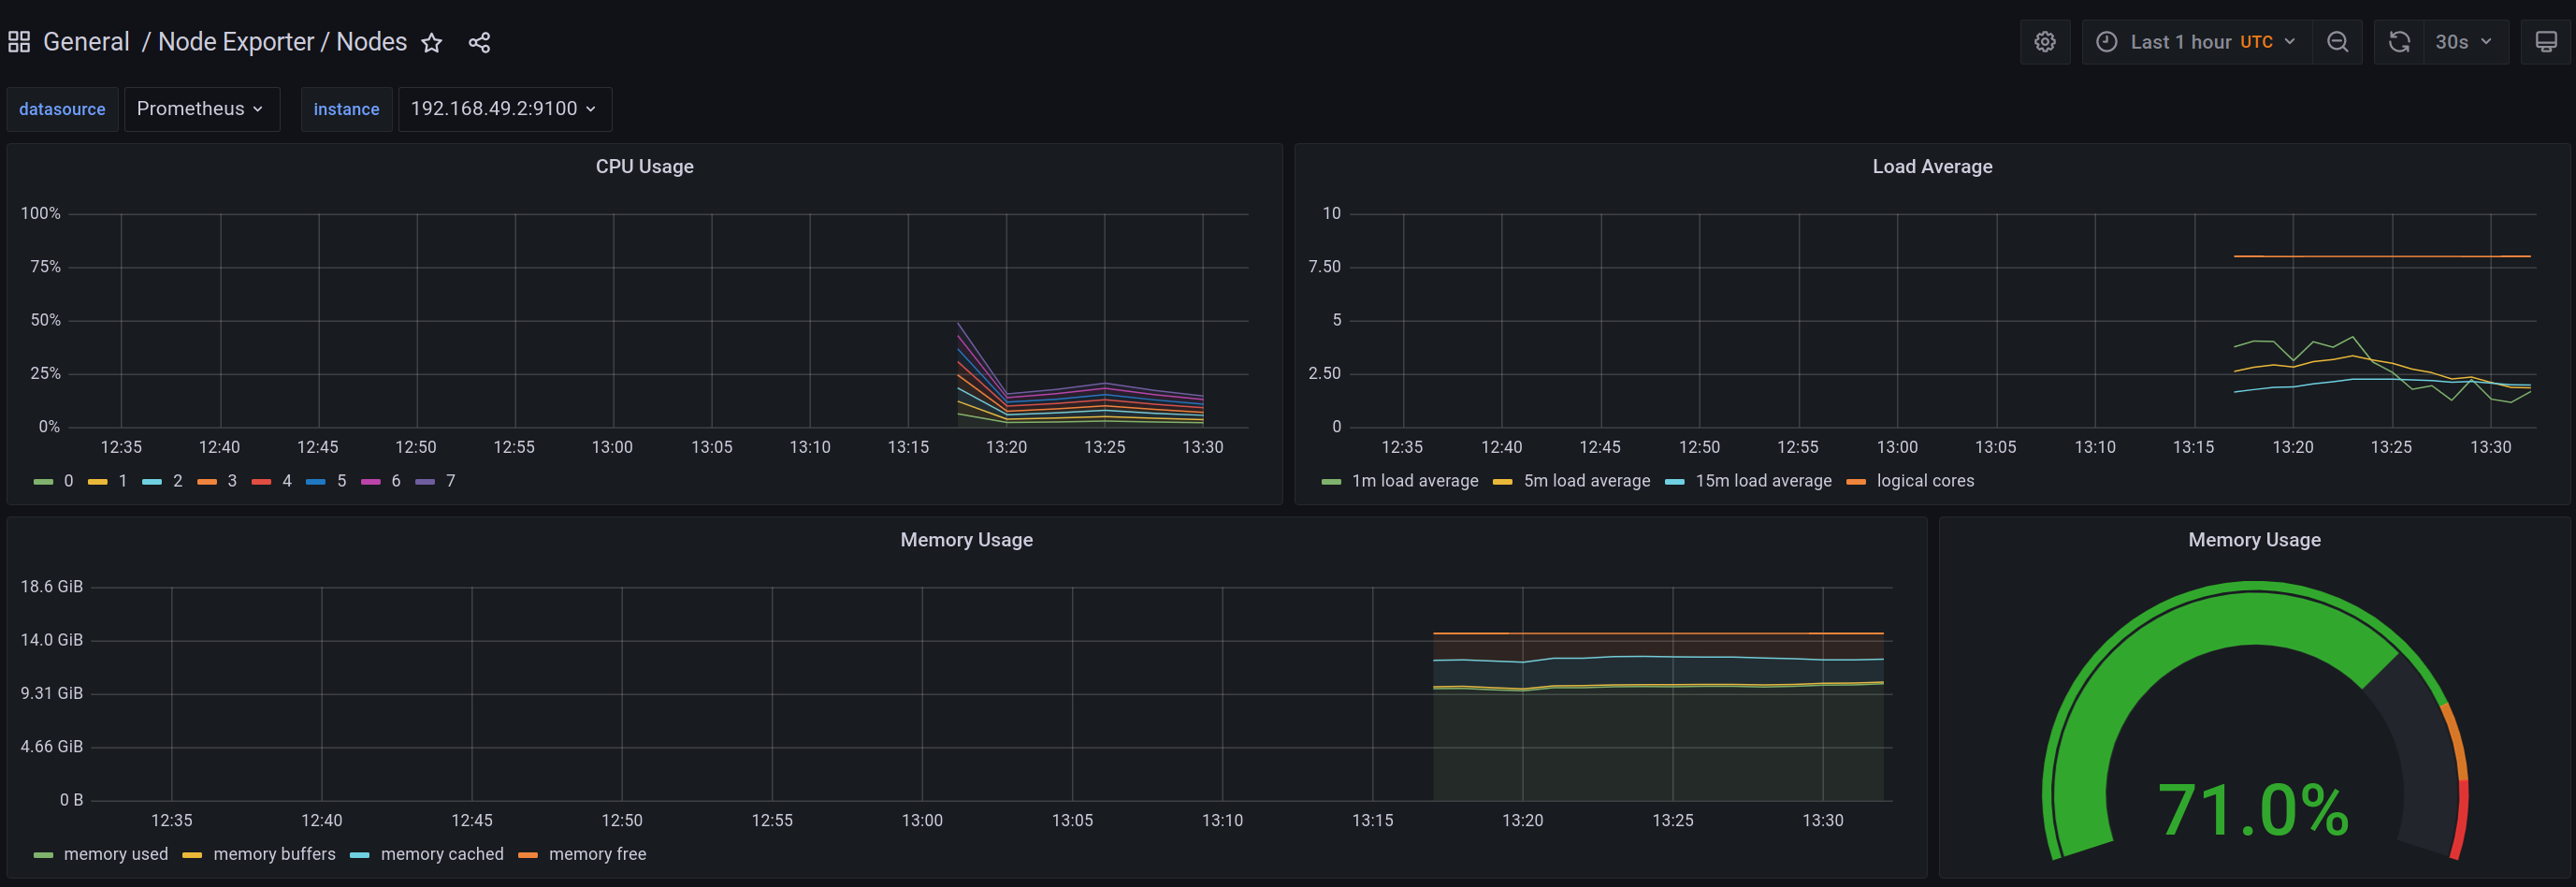 General / Node Exporter / Nodes
Last 1 hour UTC
30s
datasource Prometheus instance 192.168.49.2:9100
CPU Usage
100%
75%
50%
25%
0%
12:35 12:40 12:45 12:50 12:55 13:00 13:05 13:10 13:15 13:20 13:25 13:30
0 1 2 3 4 5 6 7
Load Average
10
7.50
5
2.50
0
12:35 12:40 12:45 12:50 12:55 13:00 13:05 13:10 13:15 13:20 13:25 13:30
1m load average 5m load average 15m load average logical cores
Memory Usage
18.6 GiB
14.0 GiB
9.31 GiB
4.66 GiB
0 B
12:35 12:40 12:45 12:50 12:55 13:00 13:05 13:10 13:15 13:20 13:25 13:30
memory used memory buffers memory cached memory free
Memory Usage
71.0%